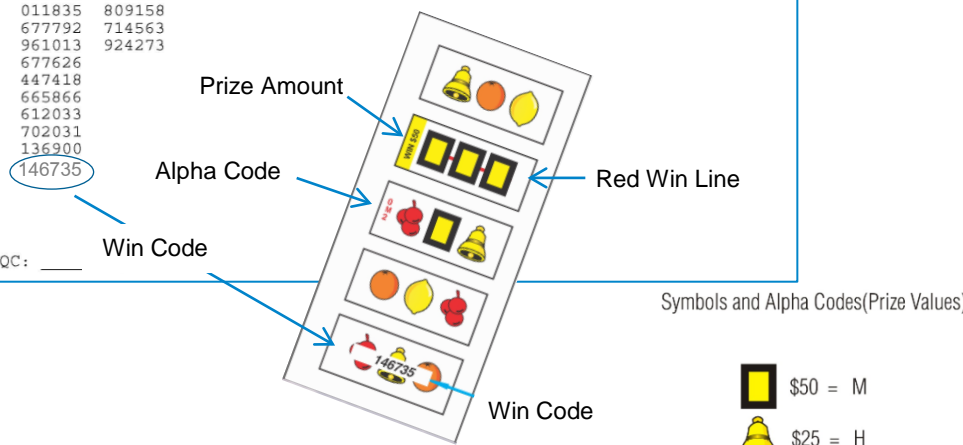 011835 809158
677792 714563
961013 924273
677626
447418
665866
612033
702031
136900
146735
QC: ____
Prize Amount
Alpha Code
Win Code
WIN $50
Red Win Line
146735
Win Code
Symbols and Alpha Codes(Prize Values)
$50 = M
$25 = H